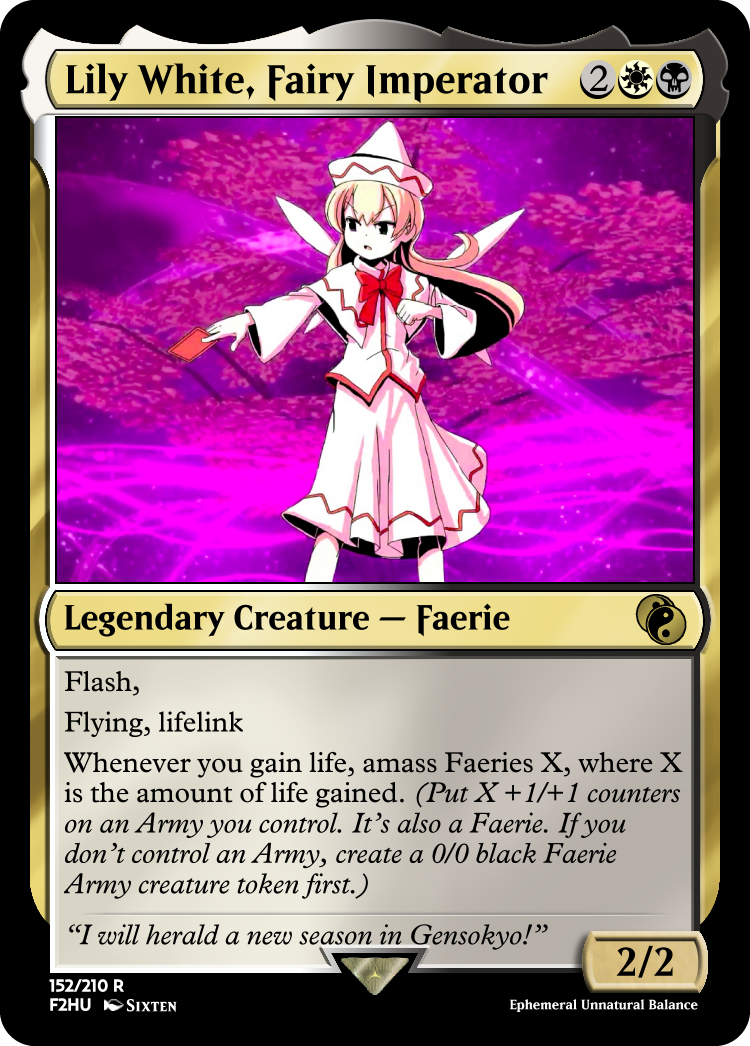 Lily White, Fairy Imperator 2
Legendary Creature — Faerie
Flash,
Flying, lifelink
Whenever you gain life, amass Faeries X, where X
is the amount of life gained. (Put X +1/+1 counters
on an Army you control. It's also a Faerie. If you
don't control an Army, create a 0/0 black Faerie
Army creature token first.)
“I will herald a new season in Gensokyo!”
2/2
152/210 R
F2HU Sixten
Ephemeral Unnatural Balance